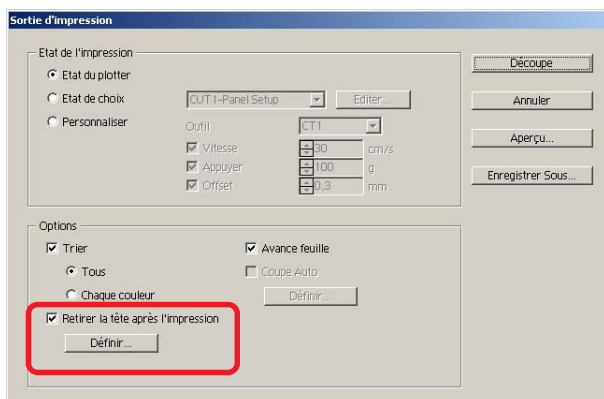 Sortie d'impression
Etat de l'impression
Etat du plotter
Etat de choix
CUT1-Panel Setup
Editer...
Personnaliser
Outil
CT1
Vitesse
30
cm/s
Appuyer
100
g
Offset
0,3
mm
Découpe
Annuler
Aperçu...
Enregistrer Sous...
Options
Trier
Avance feuille
Tous
Coupe Auto
Chaque couleur
Définir...
Retirer la tête après l'impression
Définir...